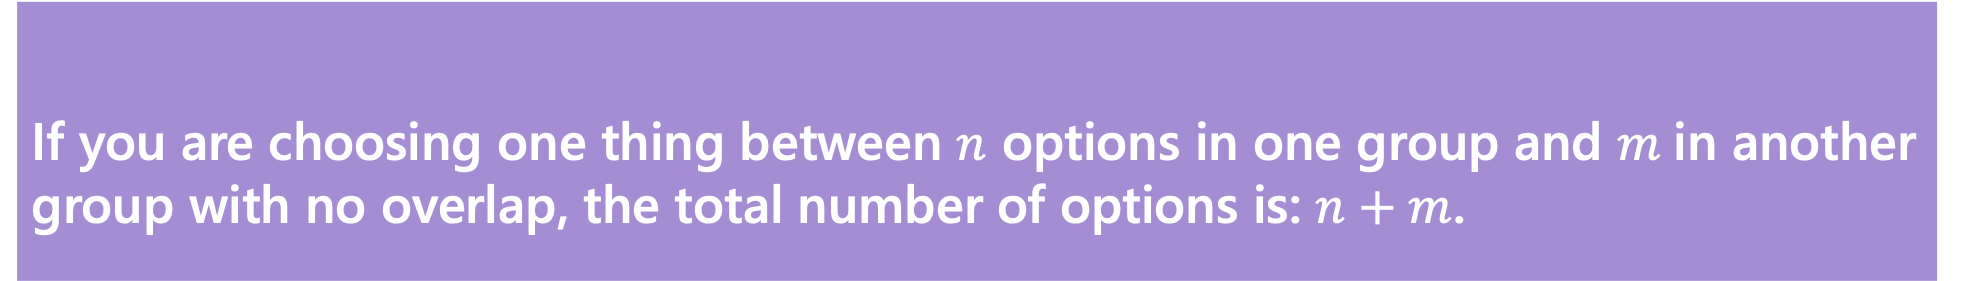 If you are choosing one thing between 𝑛 options in one group and 𝑚 in another
group with no overlap, the total number of options is: 𝑛 + 𝑚.